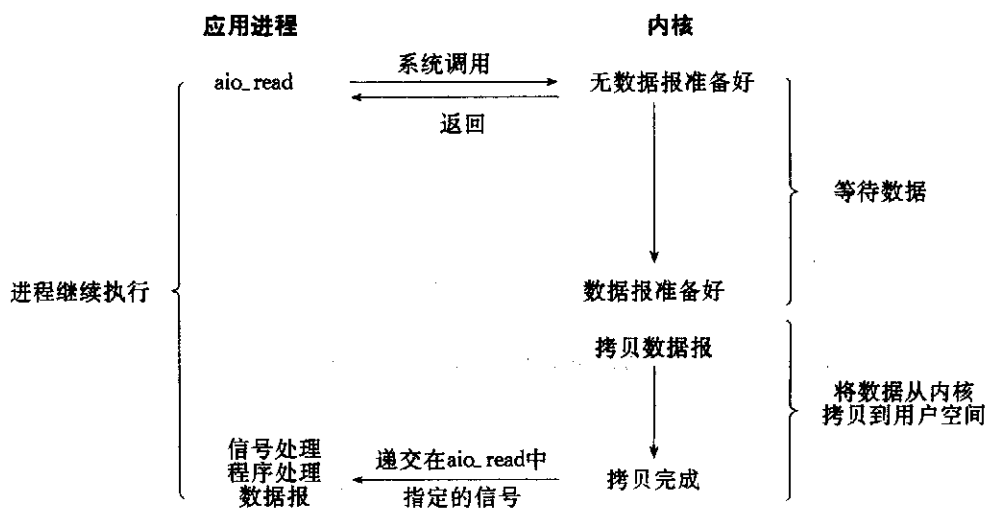 应用进程
内核
aio_read
系统调用
无数据报准备好
返回
等待数据
进程继续执行
数据报准备好
拷贝数据报
将数据从内核
拷贝到用户空间
信号处理
程序处理
数据报
递交在aio_read中
指定的信号
拷贝完成